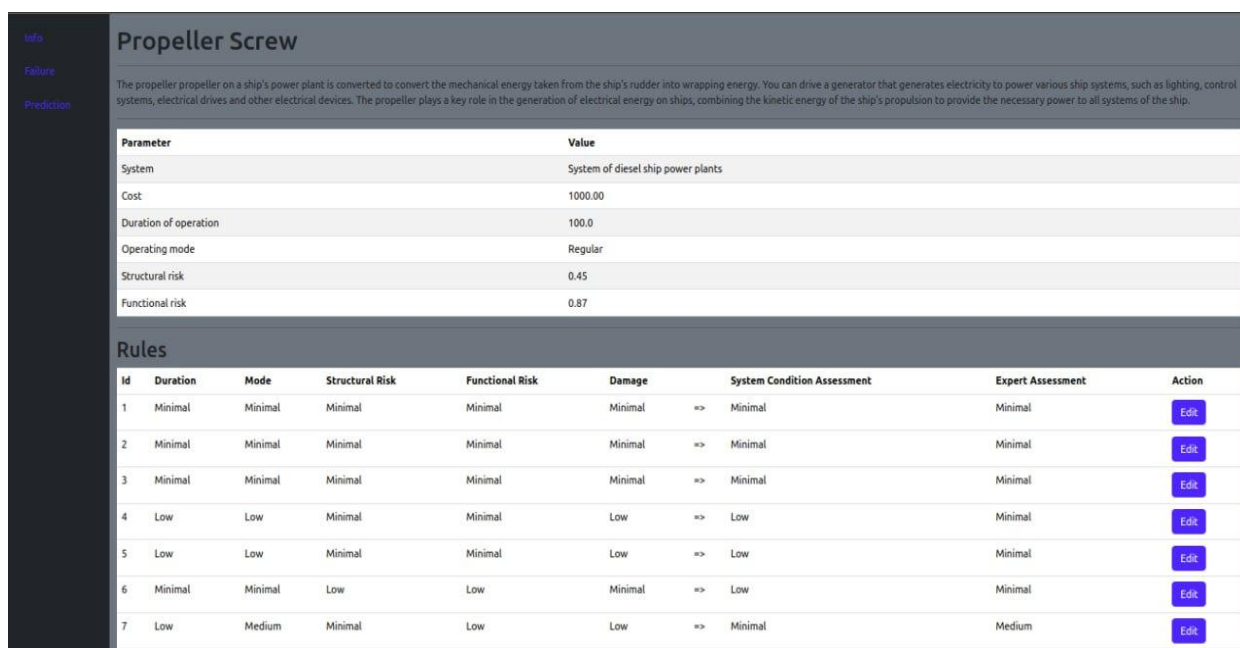 Info
Failure
Prediction
Propeller Screw
The propeller propeller on a ship's power plant is converted to convert the mechanical energy taken from the ship's rudder into wrapping energy. You can drive a generator that generates electricity to power various ship systems, such as lighting, control
systems, electrical drives and other electrical devices. The propeller plays a key role in the generation of electrical energy on ships, combining the kinetic energy of the ship's propulsion to provide the necessary power to all systems of the ship.
Parameter Value
System System of diesel ship power plants
Cost 1000.00
Duration of operation 100.0
Operating mode Regular
Structural risk 0.45
Functional risk 0.87
Rules
Id Duration Mode Structural Risk Functional Risk Damage System Condition Assessment Expert Assessment Action
1 Minimal Minimal Minimal Minimal Minimal => Minimal Minimal Edit
2 Minimal Minimal Minimal Minimal Minimal => Minimal Minimal Edit
3 Minimal Minimal Minimal Minimal Minimal => Minimal Minimal Edit
4 Low Low Minimal Minimal Low => Low Minimal Edit
5 Low Low Minimal Minimal Low => Low Minimal Edit
6 Minimal Minimal Low Low Minimal => Low Minimal Edit
7 Low Medium Minimal Low Low => Minimal Medium Edit